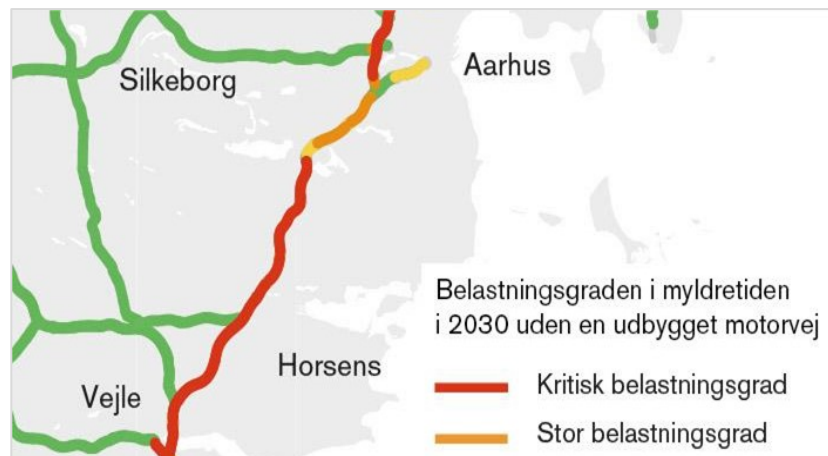 Silkeborg
Aarhus
Belastningsgraden i myldretiden
i 2030 uden en udbygget motorvej
Horsens
Kritisk belastningsgrad
Vejle
Stor belastningsgrad